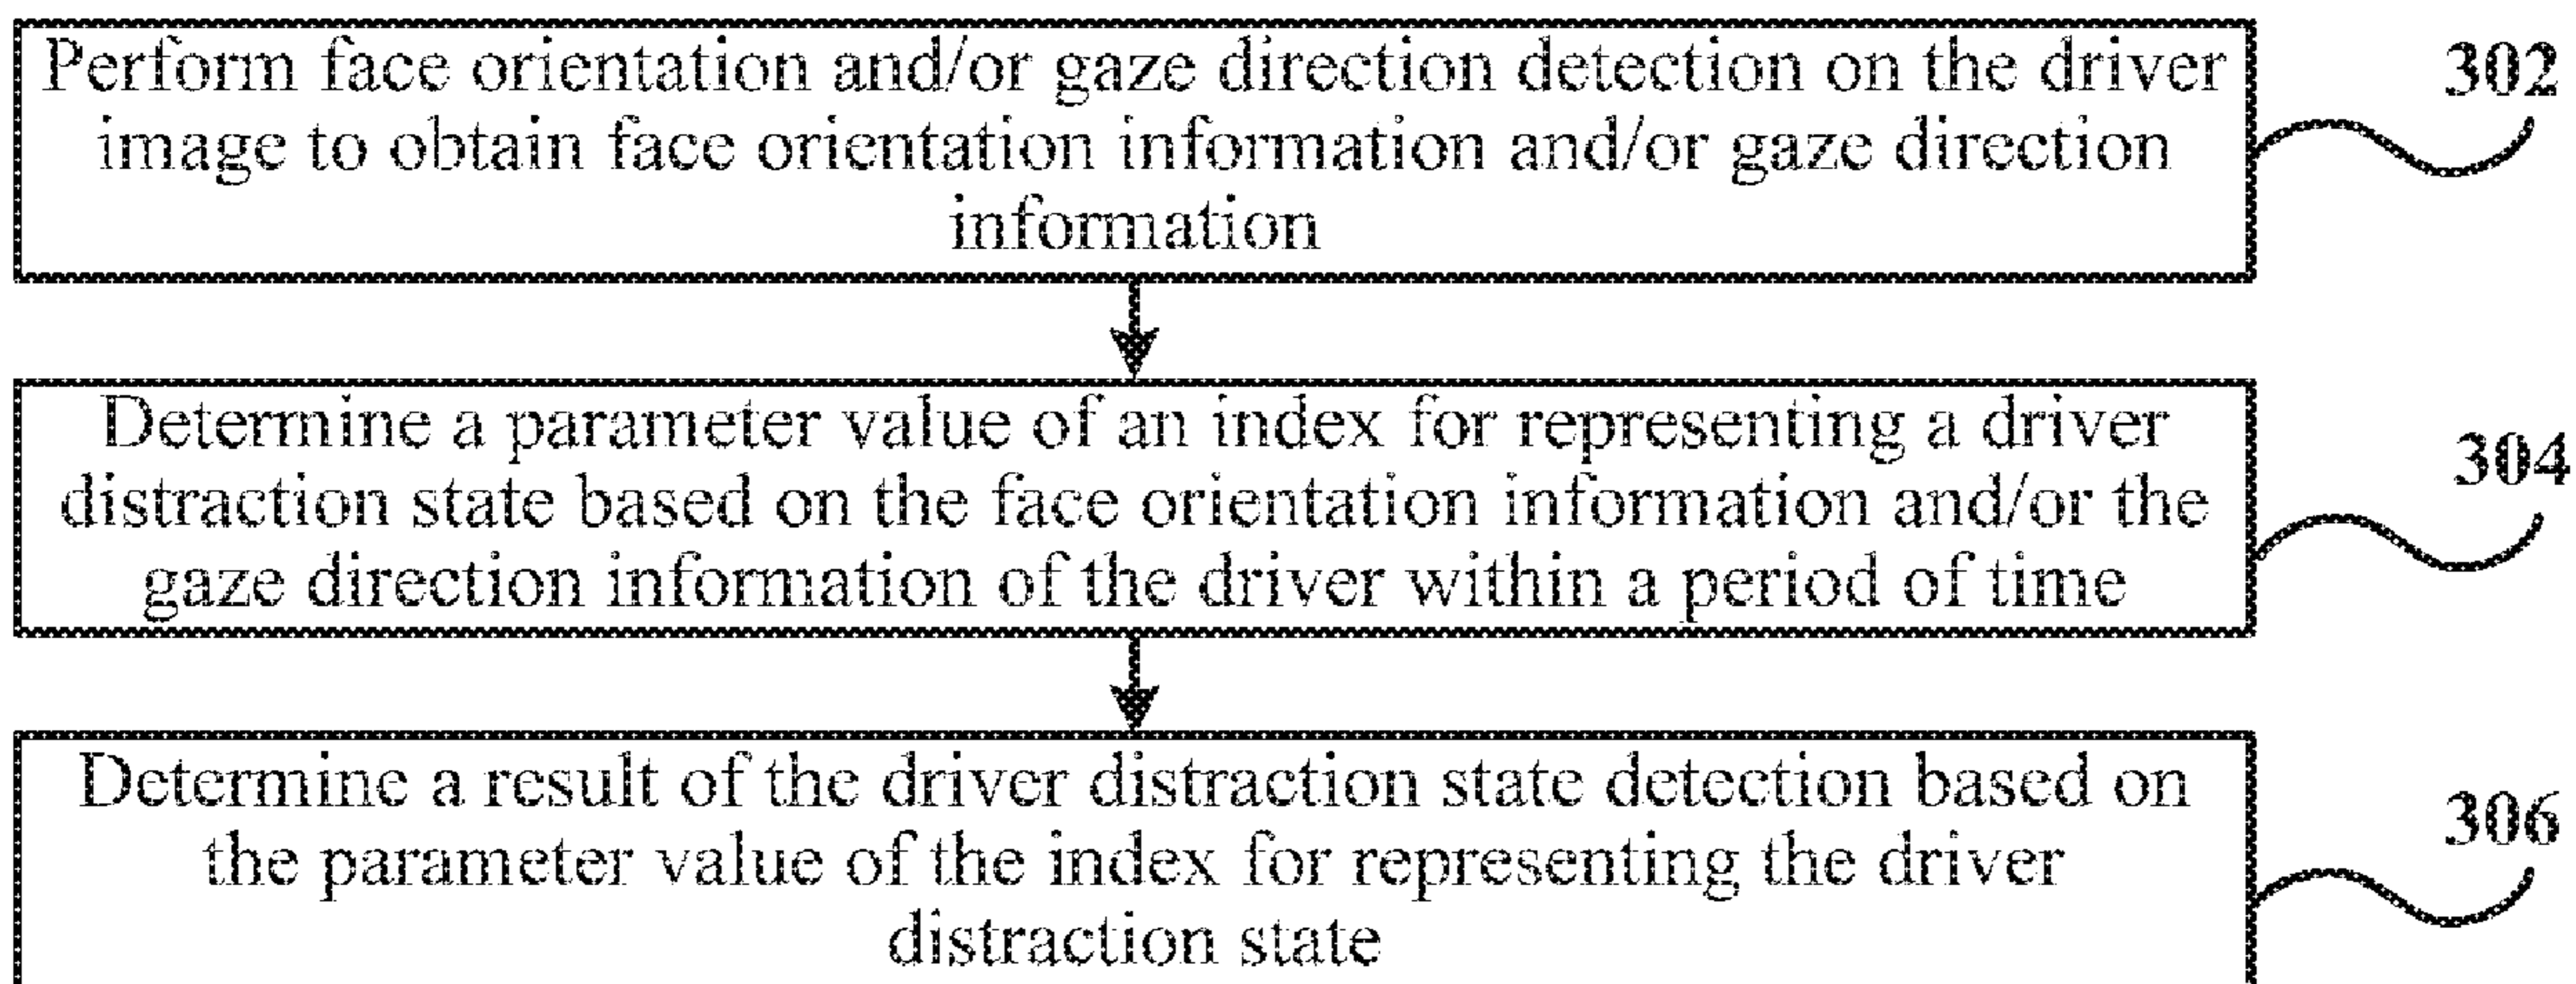 Perform face orientation and/or gaze direction detection on the driver
image to obtain face orientation information and/or gaze direction
information
302
Determine a parameter value of an index for representing a driver
distraction state based on the face orientation information and/or the
gaze direction information of the driver within a period of time
304
Determine a result of the driver distraction state detection based on
the parameter value of the index for representing the driver
distraction state
306